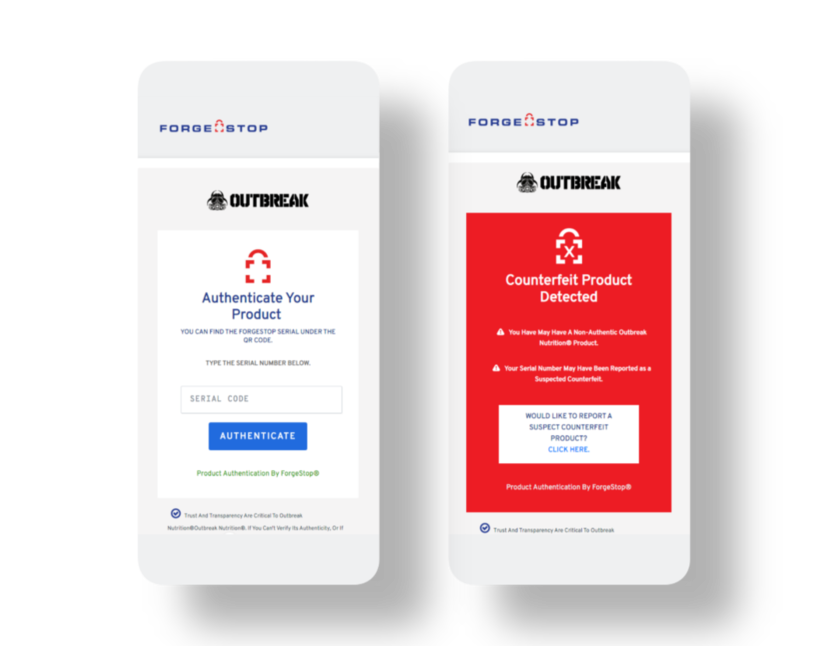 FORGESTOP
OUTBREAK
Authenticate Your
Product
YOU CAN FIND THE FORGESTOP SERIAL UNDER THE
QR CODE.
TYPE THE SERIAL NUMBER BELOW.
SERIAL CODE
AUTHENTICATE
Product Authentication By ForgeStop®
Trust And Transparency Are Critical To Outbreak
Nutrition®Outbreak Nutrition®. If You Can't Verify Its Authenticity, Or If
FORGESTOP
OUTBREAK
X
Counterfeit Product
Detected
You Have May Have A Non-Authentic Outbreak
Nutrition® Product.
Your Serial Number May Have Been Reported as a
Suspected Counterfeit.
WOULD LIKE TO REPORT A
SUSPECT COUNTERFEIT
PRODUCT?
CLICK HERE.
Product Authentication By ForgeStop®
Trust And Transparency Are Critical To Outbreak